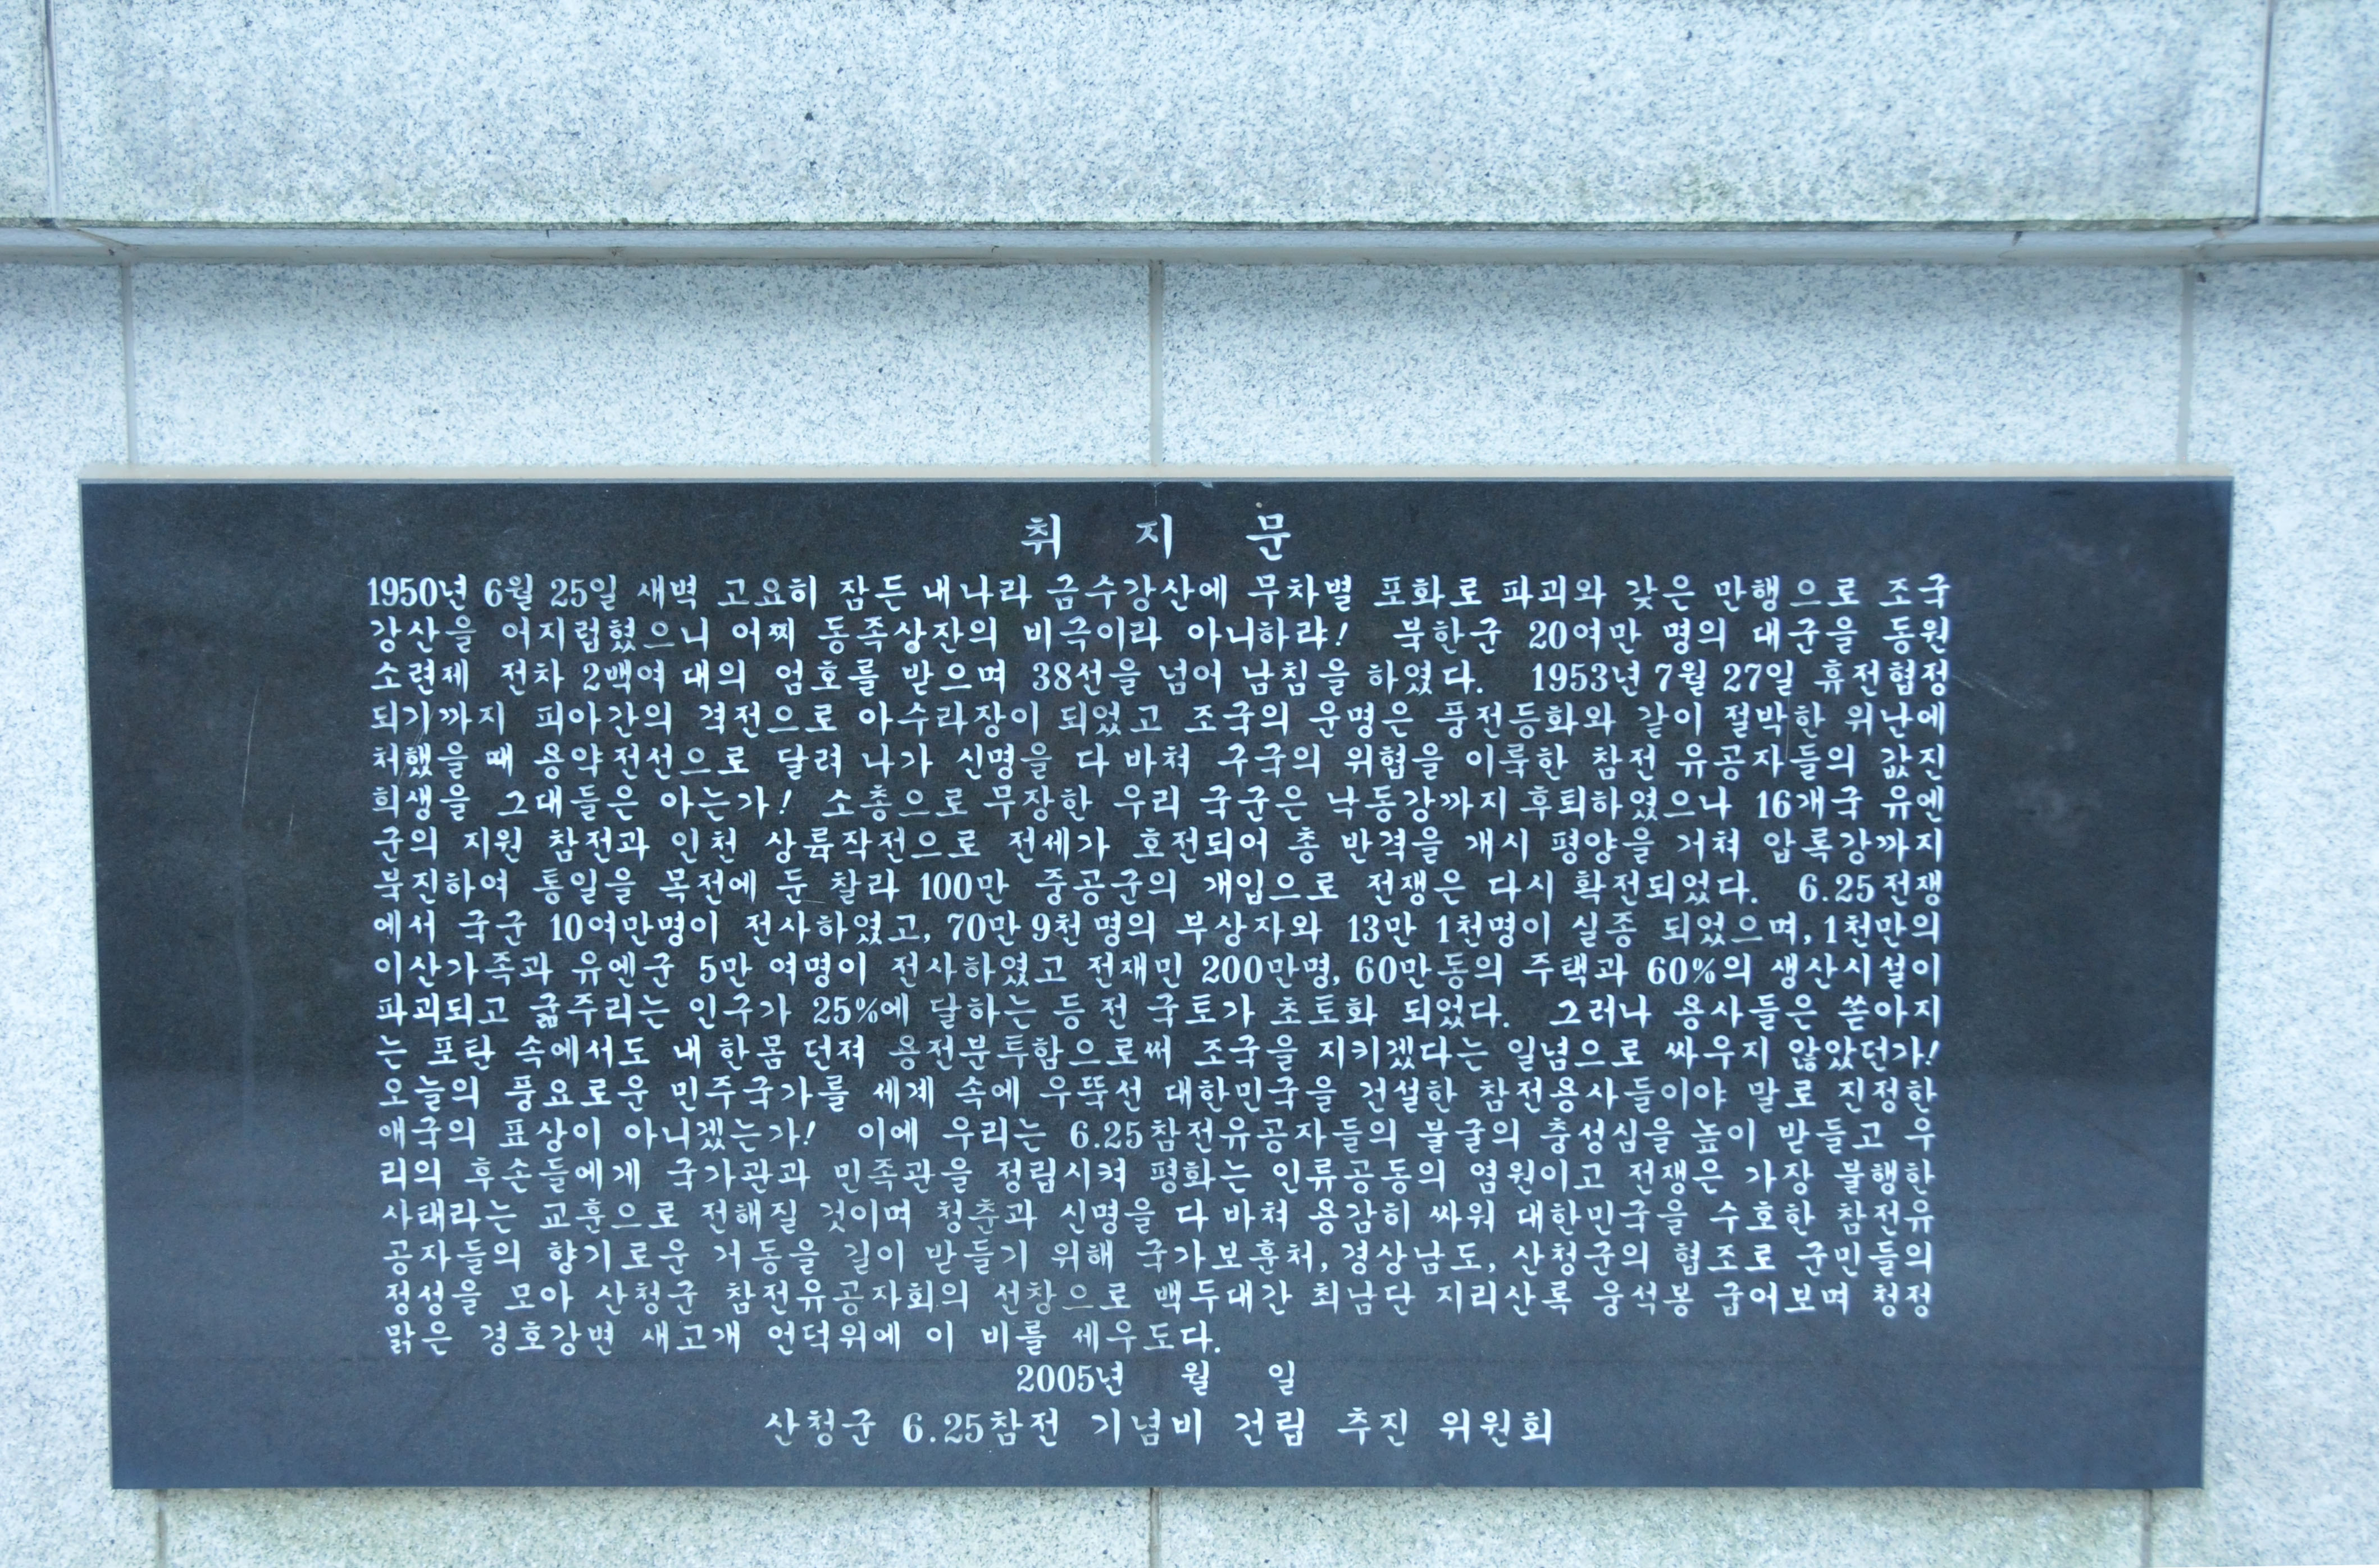 취 지 문
1950년 6월 25일 새벽 고요히 잠든 내나라 금수강산에 무차별 포화로 파괴와 갖은 만행으로 조국
강산을 어지럽혔으니 어찌 동족상잔의 비극이라 아니하랴! 북한군 20여만 명의 대군을 동원
소련제 전차 2백여 대의 엄호를 받으며 38선을 넘어 남침을 하였다. 1953년 7월 27일 휴전협정
되기까지 피아간의 격전으로 아수라장이 되었고 조국의 운명은 풍전등화와 같이 절박한 위난에
처했을 때 용약전선으로 달려 나가 신명을 다 바쳐 구국의 위협을 이룩한 참전 유공자들의 값진
희생을 그대들은 아는가! 소총으로 무장한 우리 국군은 낙동강까지 후퇴하였으나 16개국 유엔
군의 지원 참전과 인천 상륙작전으로 전세가 호전되어 총 반격을 개시 평양을 거쳐 압록강까지
북진하여 통일을 목전에 둔 찰라 100만 중공군의 개입으로 전쟁은 다시 확전되었다. 6.25전쟁
에서 국군 10여만명이 전사하였고, 70만 9천 명의 부상자와 13만 1천명이 실종 되었으며, 1천만의
이산가족과 유엔군 5만 여명이 전사하였고 전재민 200만명, 60만동의 주택과 60%의 생산시설이
파괴되고 굶주리는 인구가 25%에 달하는 등 전 국토가 초토화 되었다. 그러나 용사들은 쏟아지
는 포탄 속에서도 내 한몸 던져 용전분투함으로써 조국을 지키겠다는 일념으로 싸우지 않았던가!
오늘의 풍요로운 민주국가를 세계 속에 우뚝선 대한민국을 건설한 참전용사들이야 말로 진정한
애국의 표상이 아니겠는가! 이에 우리는 6.25참전유공자들의 불굴의 충성심을 높이 받들고 우
리의 후손들에게 국가관과 민족관을 정립시켜 평화는 인류공동의 염원이고 전쟁은 가장 불행한
사태라는 교훈으로 전해질 것이며 청춘과 신명을 다 바쳐 용감히 싸워 대한민국을 수호한 참전유
공자들의 향기로운 거동을 길이 받들기 위해 국가보훈처, 경상남도, 산청군의 협조로 군민들의
정성을 모아 산청군 참전유공자회의 선창으로 백두대간 최남단 지리산록 웅석봉 굽어보며 청정
맑은 경호강변 새고개 언덕위에 이 비를 세우도다.
2005년 월 일
산청군 6.25참전 기념비 건립 추진 위원회